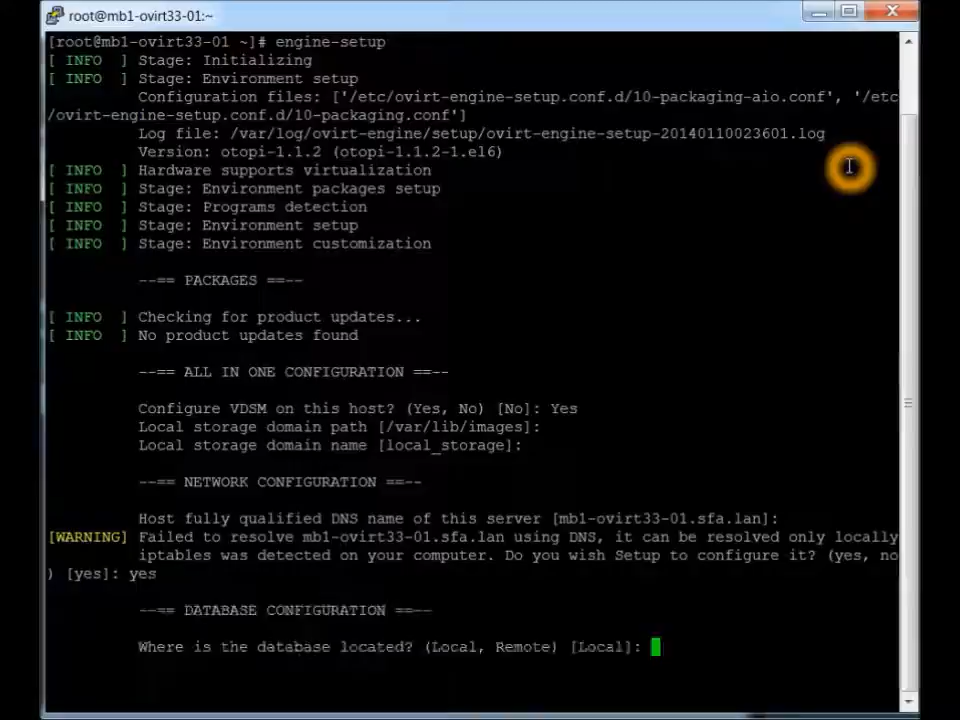 root@mb1-ovirt33-01:~
[root@mb1-ovirt33-01 ~]# engine-setup
[ INFO  ] Stage: Initializing
[ INFO  ] Stage: Environment setup
Configuration files: ['/etc/ovirt-engine-setup.conf.d/10-packaging-aio.conf', '/etc
/ovirt-engine-setup.conf.d/10-packaging.conf']
Log file: /var/log/ovirt-engine/setup/ovirt-engine-setup-20140110023601.log
Version: otopi-1.1.2 (otopi-1.1.2-1.el6)
[ INFO  ] Hardware supports virtualization
[ INFO  ] Stage: Environment packages setup
[ INFO  ] Stage: Programs detection
[ INFO  ] Stage: Environment setup
[ INFO  ] Stage: Environment customization
--== PACKAGES ==--
[ INFO  ] Checking for product updates...
[ INFO  ] No product updates found
--== ALL IN ONE CONFIGURATION ==--
Configure VDSM on this host? (Yes, No) [No]: Yes
Local storage domain path [/var/lib/images]:
Local storage domain name [local_storage]:
--== NETWORK CONFIGURATION ==--
Host fully qualified DNS name of this server [mb1-ovirt33-01.sfa.lan]:
[WARNING] Failed to resolve mb1-ovirt33-01.sfa.lan using DNS, it can be resolved only locally
iptables was detected on your computer. Do you wish Setup to configure it? (yes, no
) [yes]: yes
--== DATABASE CONFIGURATION ==--
Where is the database located? (Local, Remote) [Local]: